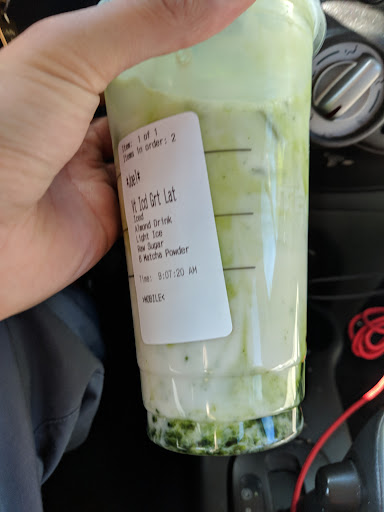 Item: 1 of 1
Items in order: 2
Vt Icd Grt Lat
Iced
Almond Drink
Light Ice
Raw Sugar
6 Matcha Powder
Time: 9:07:20 AM
>MOBILE<